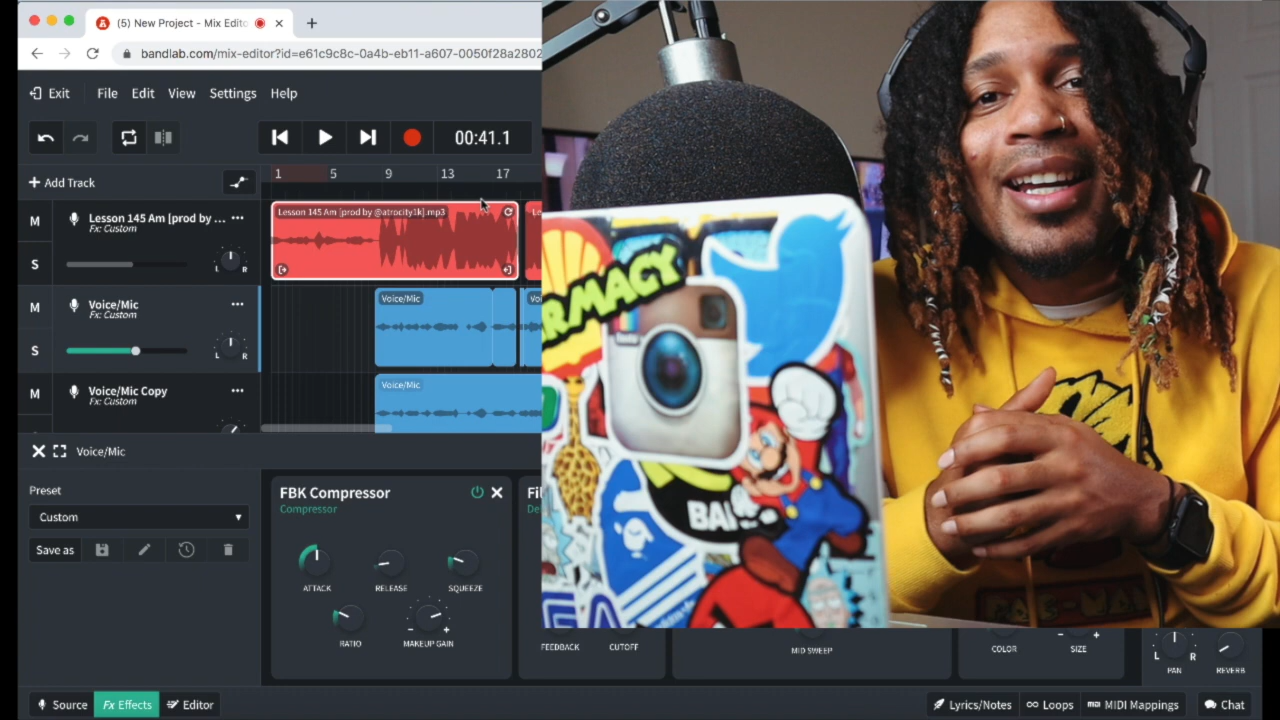 (5) New Project - Mix Edito
bandlab.com/mix-editor?id=e61c9c8c-0a4b-eb11-a607-0050f28a2802
Exit File Edit View Settings Help
00:41.1
Add Track
1 5 9 13 17
M
Lesson 145 Am [prod by ...
Fx: Custom
S
L R
Lesson 145 Am [prod by @atrocity1k].mp3
M
Voice/Mic
Fx: Custom
S
L R
Voice/Mic
M
Voice/Mic Copy
Fx: Custom
Voice/Mic
Voice/Mic
Preset
Custom
Save as
FBK Compressor
Compressor
ATTACK RELEASE SQUEEZE
RATIO MAKEUP GAIN
FEEDBACK CUTOFF
MID SWEEP
COLOR SIZE
L R
PAN REVERB
Source Fx Effects Editor
Lyrics/Notes Loops MIDI Mappings Chat
RMACY